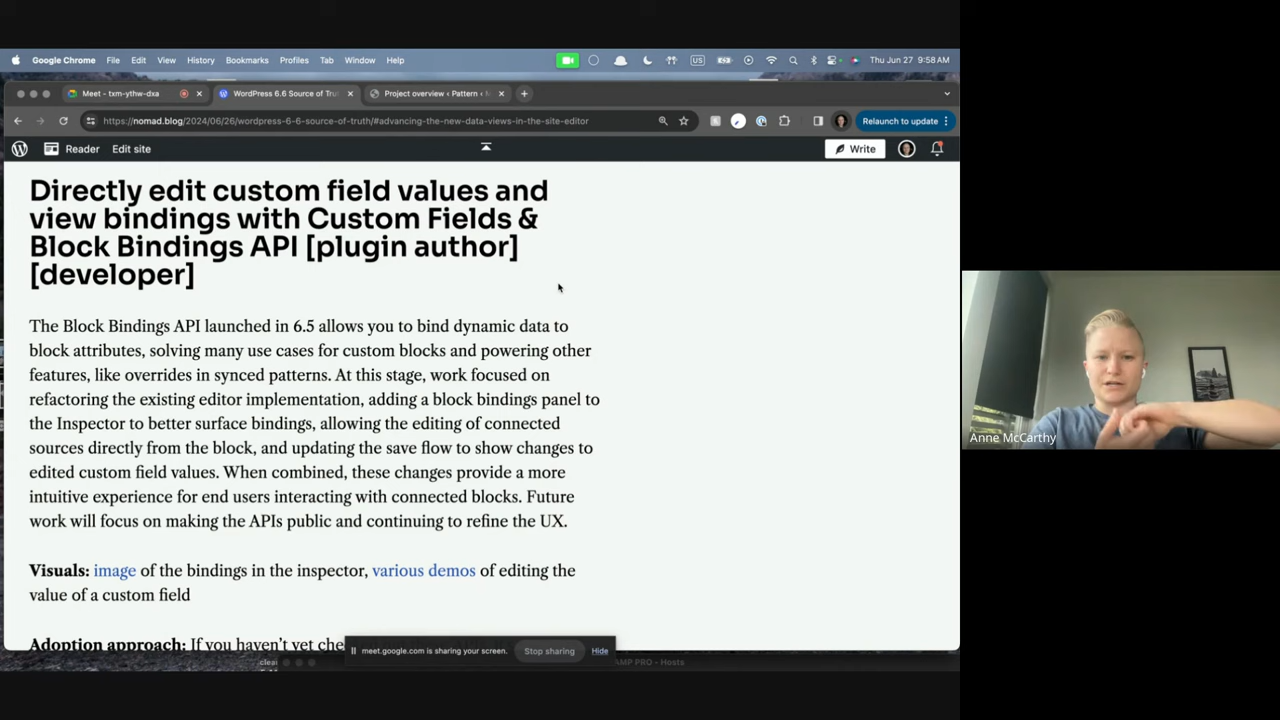 Google Chrome File Edit View History Bookmarks Profiles Tab Window Help US Thu Jun 27 9:58 AM
Meet - txm-ythw-dxa
WordPress 6.6 Source of Tru
Project overview ‹ Pattern ‹
https://nomad.blog/2024/06/26/wordpress-6-6-source-of-truth/#advancing-the-new-data-views-in-the-site-editor
Relaunch to update
Reader Edit site Write
Directly edit custom field values and
view bindings with Custom Fields &
Block Bindings API [plugin author]
[developer]
The Block Bindings API launched in 6.5 allows you to bind dynamic data to
block attributes, solving many use cases for custom blocks and powering other
features, like overrides in synced patterns. At this stage, work focused on
refactoring the existing editor implementation, adding a block bindings panel to
the Inspector to better surface bindings, allowing the editing of connected
sources directly from the block, and updating the save flow to show changes to
edited custom field values. When combined, these changes provide a more
intuitive experience for end users interacting with connected blocks. Future
work will focus on making the APIs public and continuing to refine the UX.
Visuals: image of the bindings in the inspector, various demos of editing the
value of a custom field
Adoption approach: If you haven't yet che
meet.google.com is sharing your screen. Stop sharing Hide
clear
AMP PRO - Hosts
Anne McCarthy